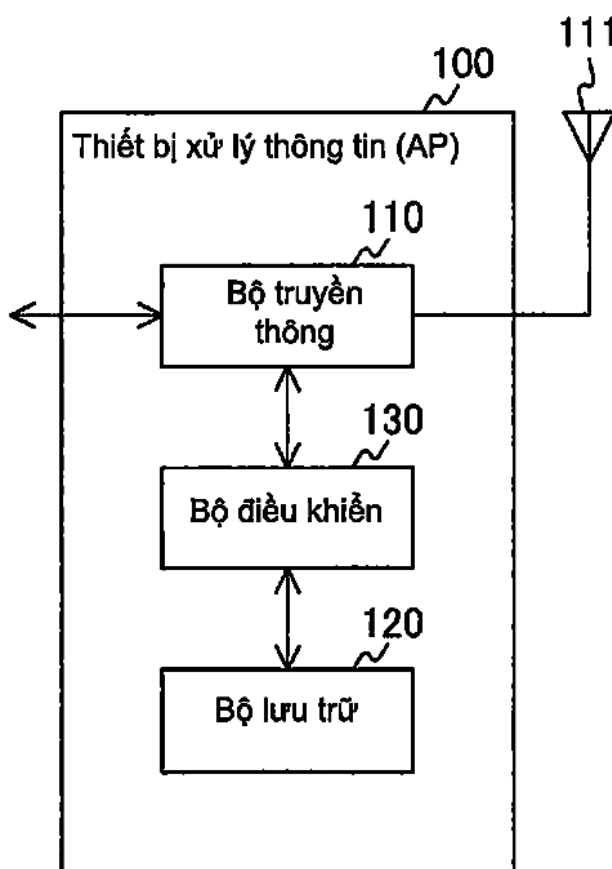 111
100
Thiết bị xử lý thông tin (AP)
110
Bộ truyền
thông
130
Bộ điều khiển
120
Bộ lưu trữ